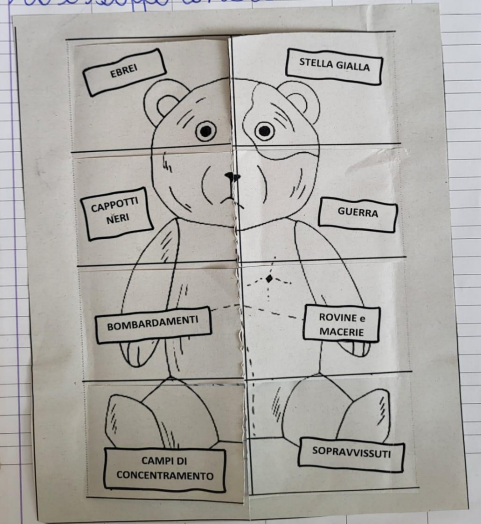 EBREI
STELLA GIALLA
CAPPOTTI
NERI
GUERRA
BOMBARDAMENTI
ROVINE e
MACERIE
CAMPI DI
CONCENTRAMENTO
SOPRAVVISSUTI